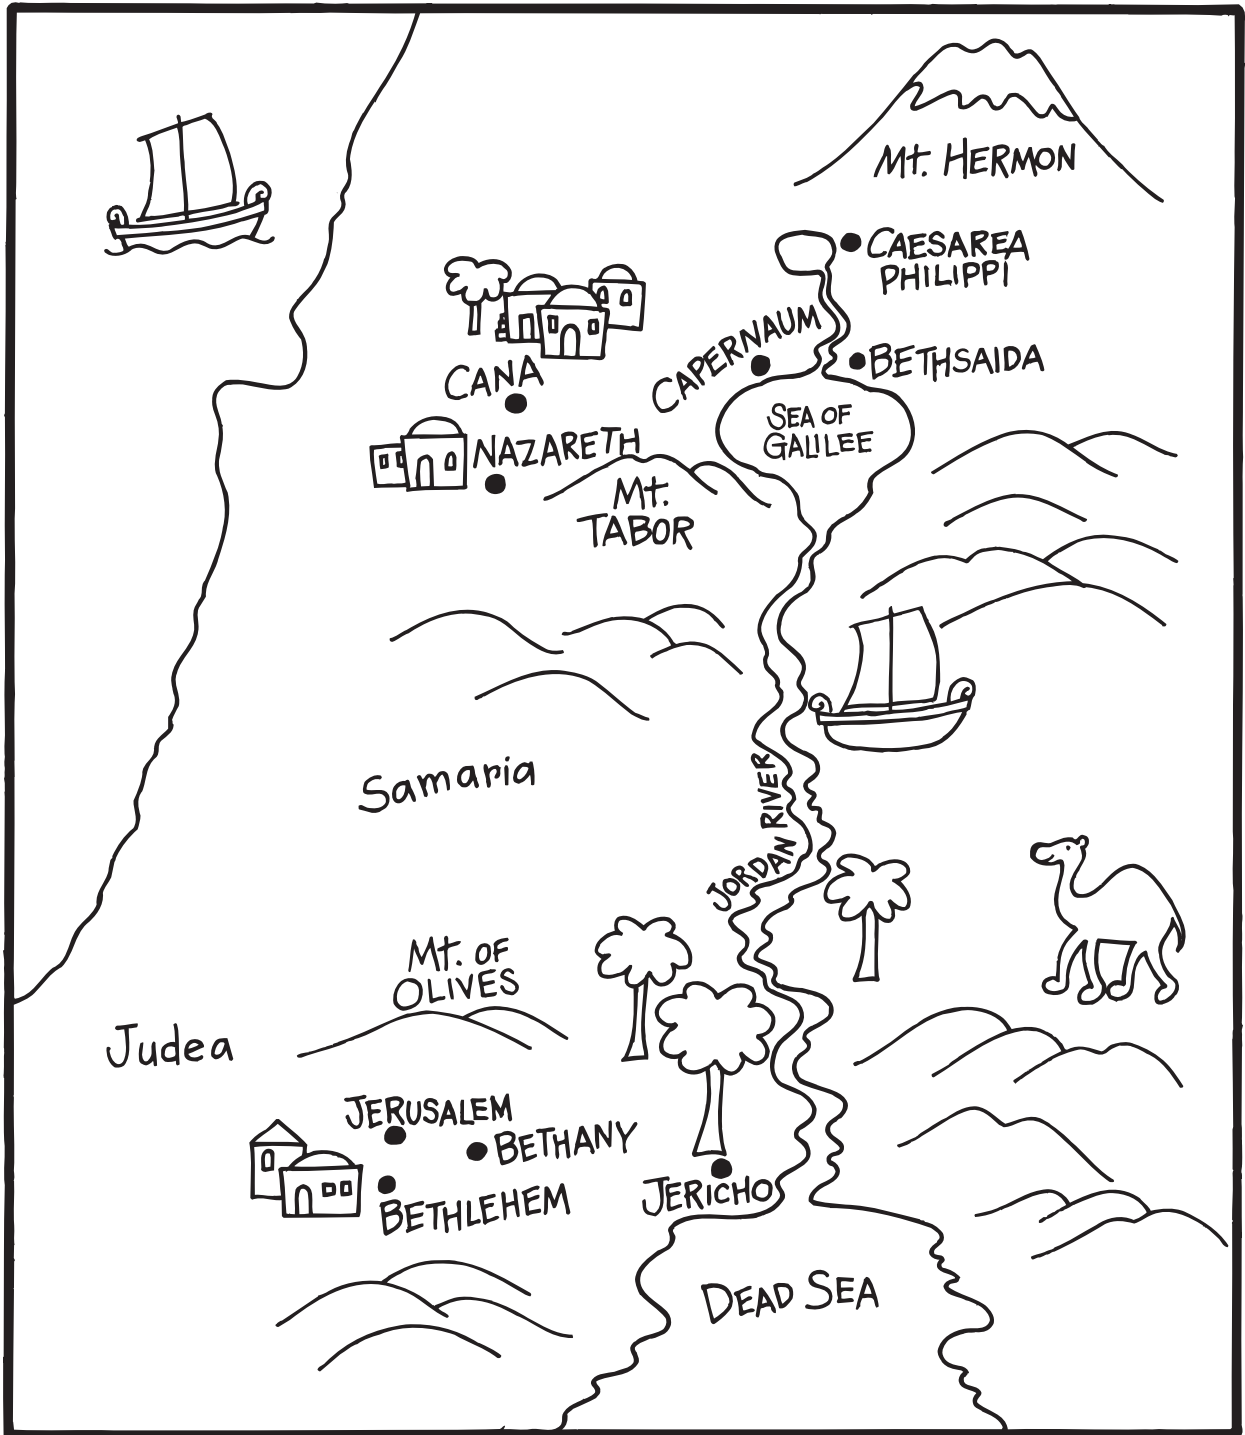 Mt. HERMON
CAESAREA
PHILIPPI
CAPERNAUM
BETHSAIDA
CANA
SEA OF
GALILEE
NAZARETH
Mt.
TABOR
Samaria
JORDAN RIVER
Mt. OF
OLIVES
Judea
JERUSALEM
BETHANY
BETHLEHEM
JERICHO
DEAD SEA